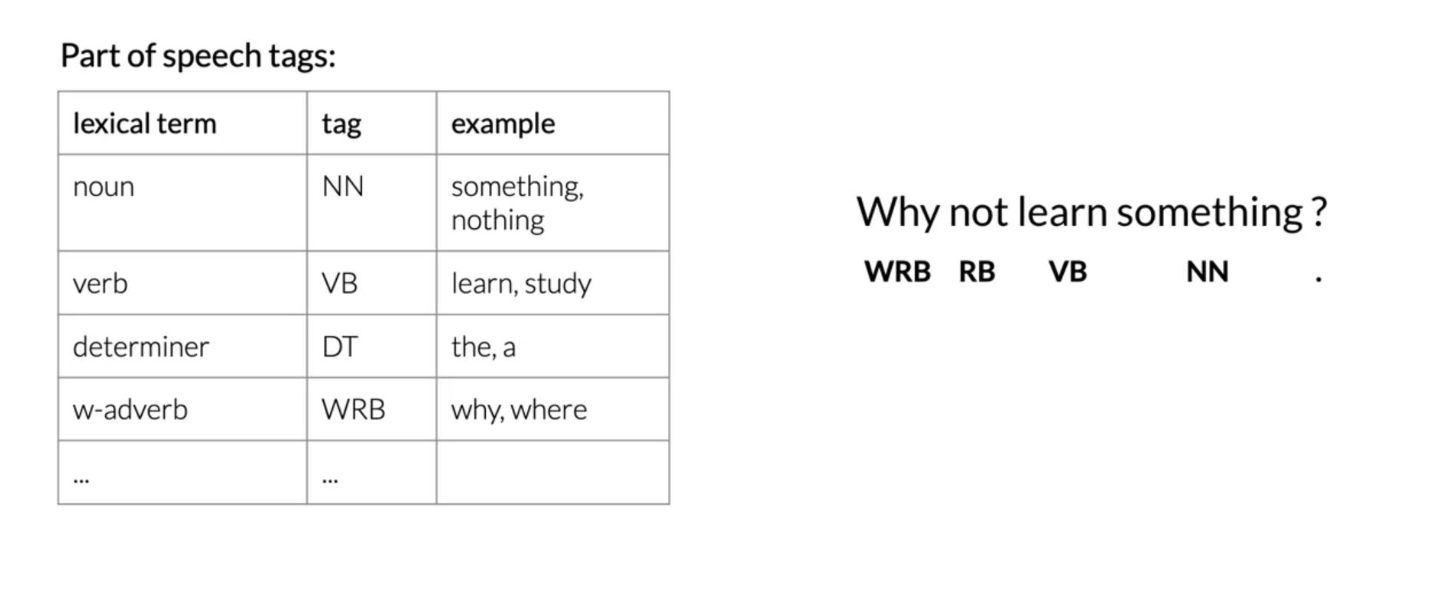 Part of speech tags:
lexical term tag example
noun NN something,
nothing
verb VB learn, study
determiner DT the, a
w-adverb WRB why, where
... ...
Why not learn something ?
WRB RB VB NN .